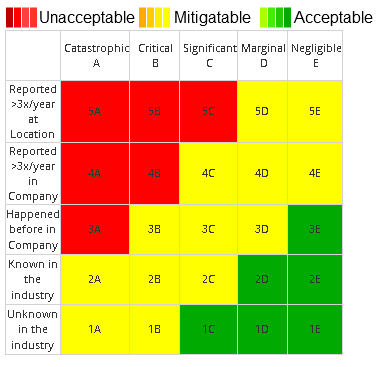 Unacceptable Mitigatable Acceptable
Catastrophic Critical Significant Marginal Negligible
A B C D E
Reported
>3x/year
at
Location
5A 5B 5C 5D 5E
Reported
>3x/year
in
Company
4A 4B 4C 4D 4E
Happened
before in
Company
3A 3B 3C 3D 3E
Known in
the
industry
2A 2B 2C 2D 2E
Unknown
in the
industry
1A 1B 1C 1D 1E